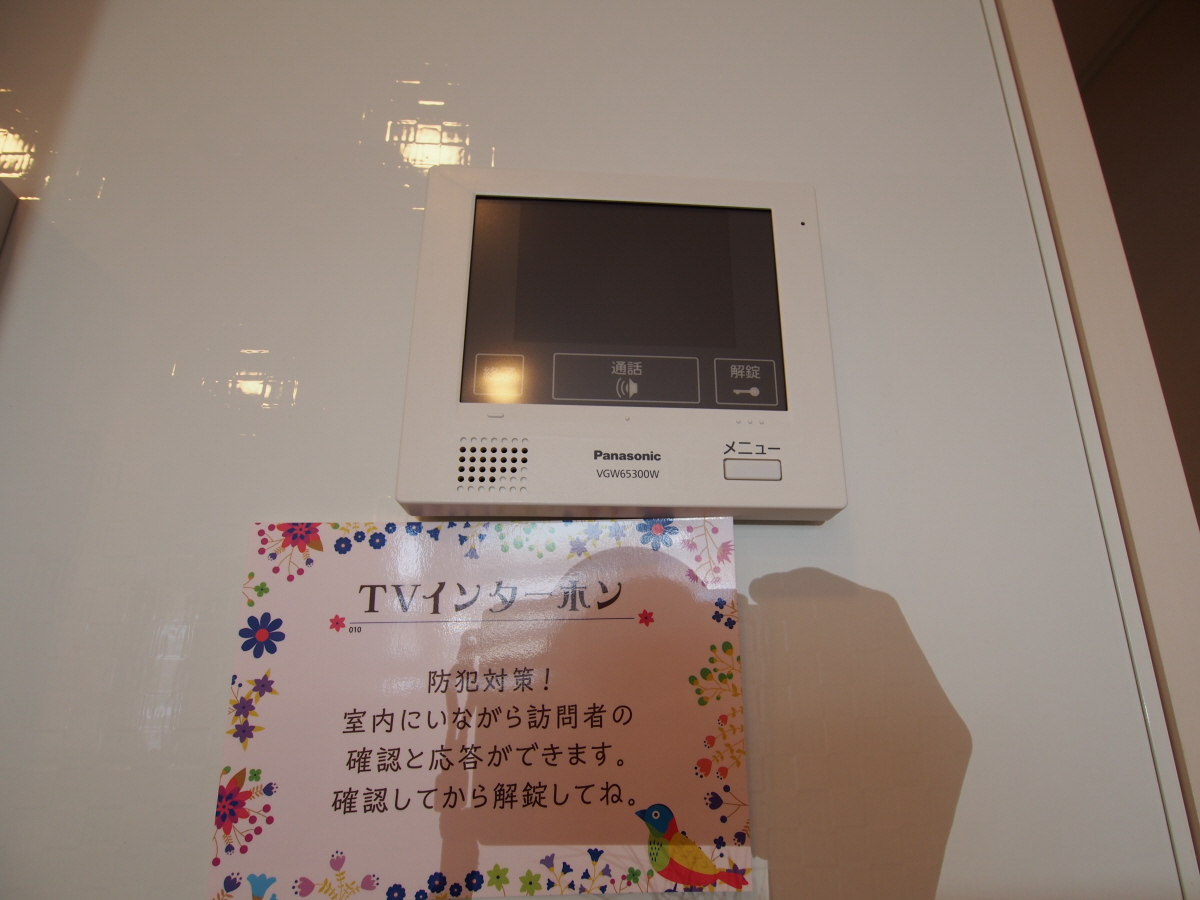 通話
解錠
Panasonic
VGW65300W
メニュー
TVインターホン
010
防犯対策!
室内にいながら訪問者の
確認と応答ができます。
確認してから解錠してね。